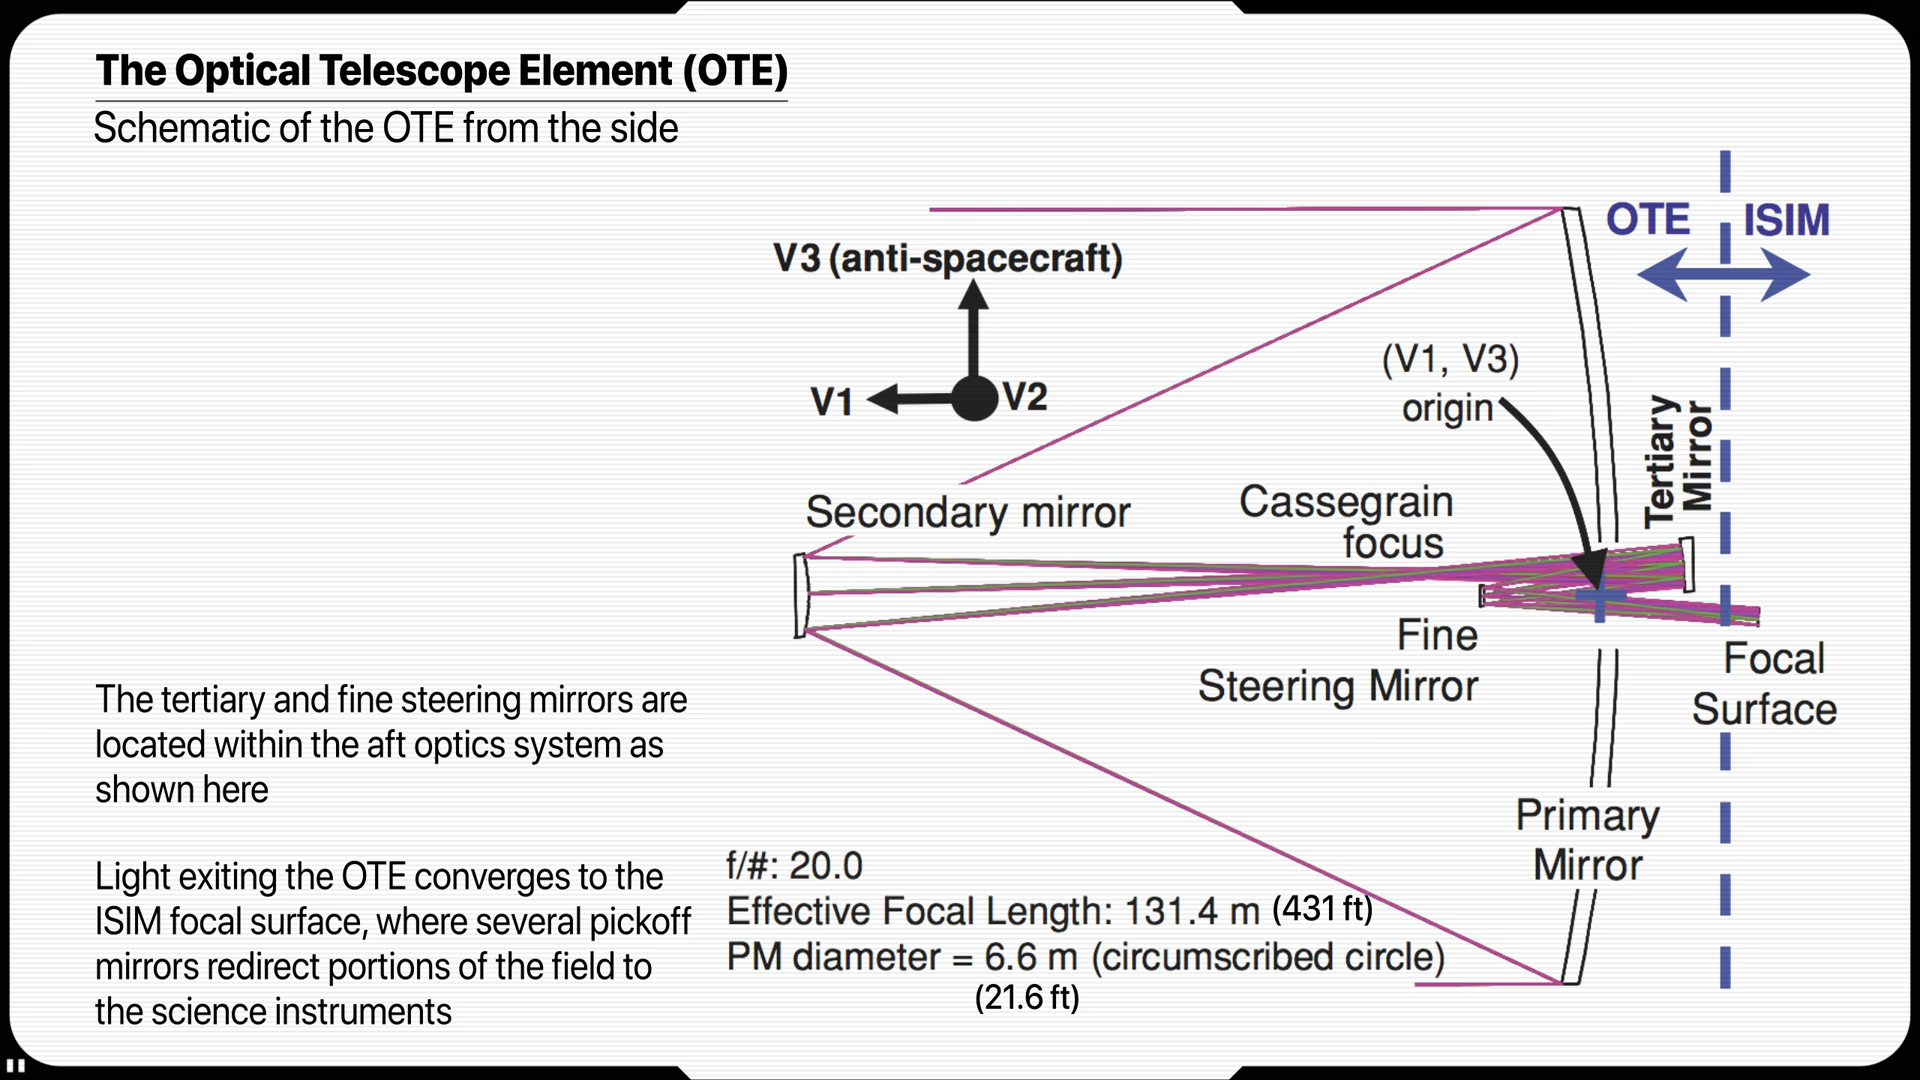 The Optical Telescope Element (OTE)
Schematic of the OTE from the side
OTE
ISIM
V3 (anti-spacecraft)
V1
V2
(V1, V3)
origin
Tertiary
Mirror
Secondary mirror
Cassegrain
focus
Fine
Steering Mirror
Focal
Surface
The tertiary and fine steering mirrors are
located within the aft optics system as
shown here
Primary
Mirror
Light exiting the OTE converges to the
ISIM focal surface, where several pickoff
mirrors redirect portions of the field to
the science instruments
f/#: 20.0
Effective Focal Length: 131.4 m (431 ft)
PM diameter = 6.6 m (circumscribed circle)
(21.6 ft)